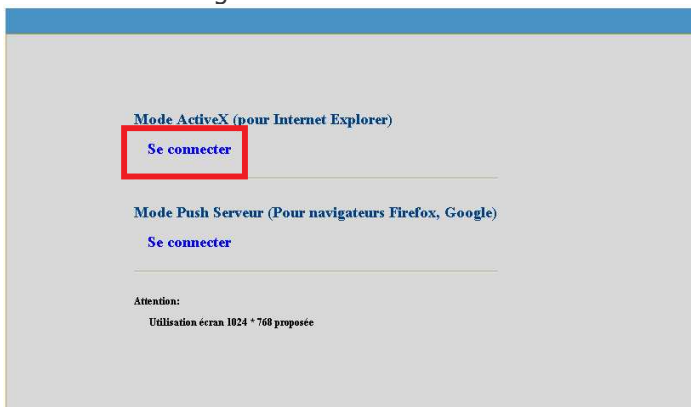 Mode ActiveX (pour Internet Explorer)
Se connecter
Mode Push Serveur (Pour navigateurs Firefox, Google)
Se connecter
Attention:
Utilisation écran 1024 * 768 proposée